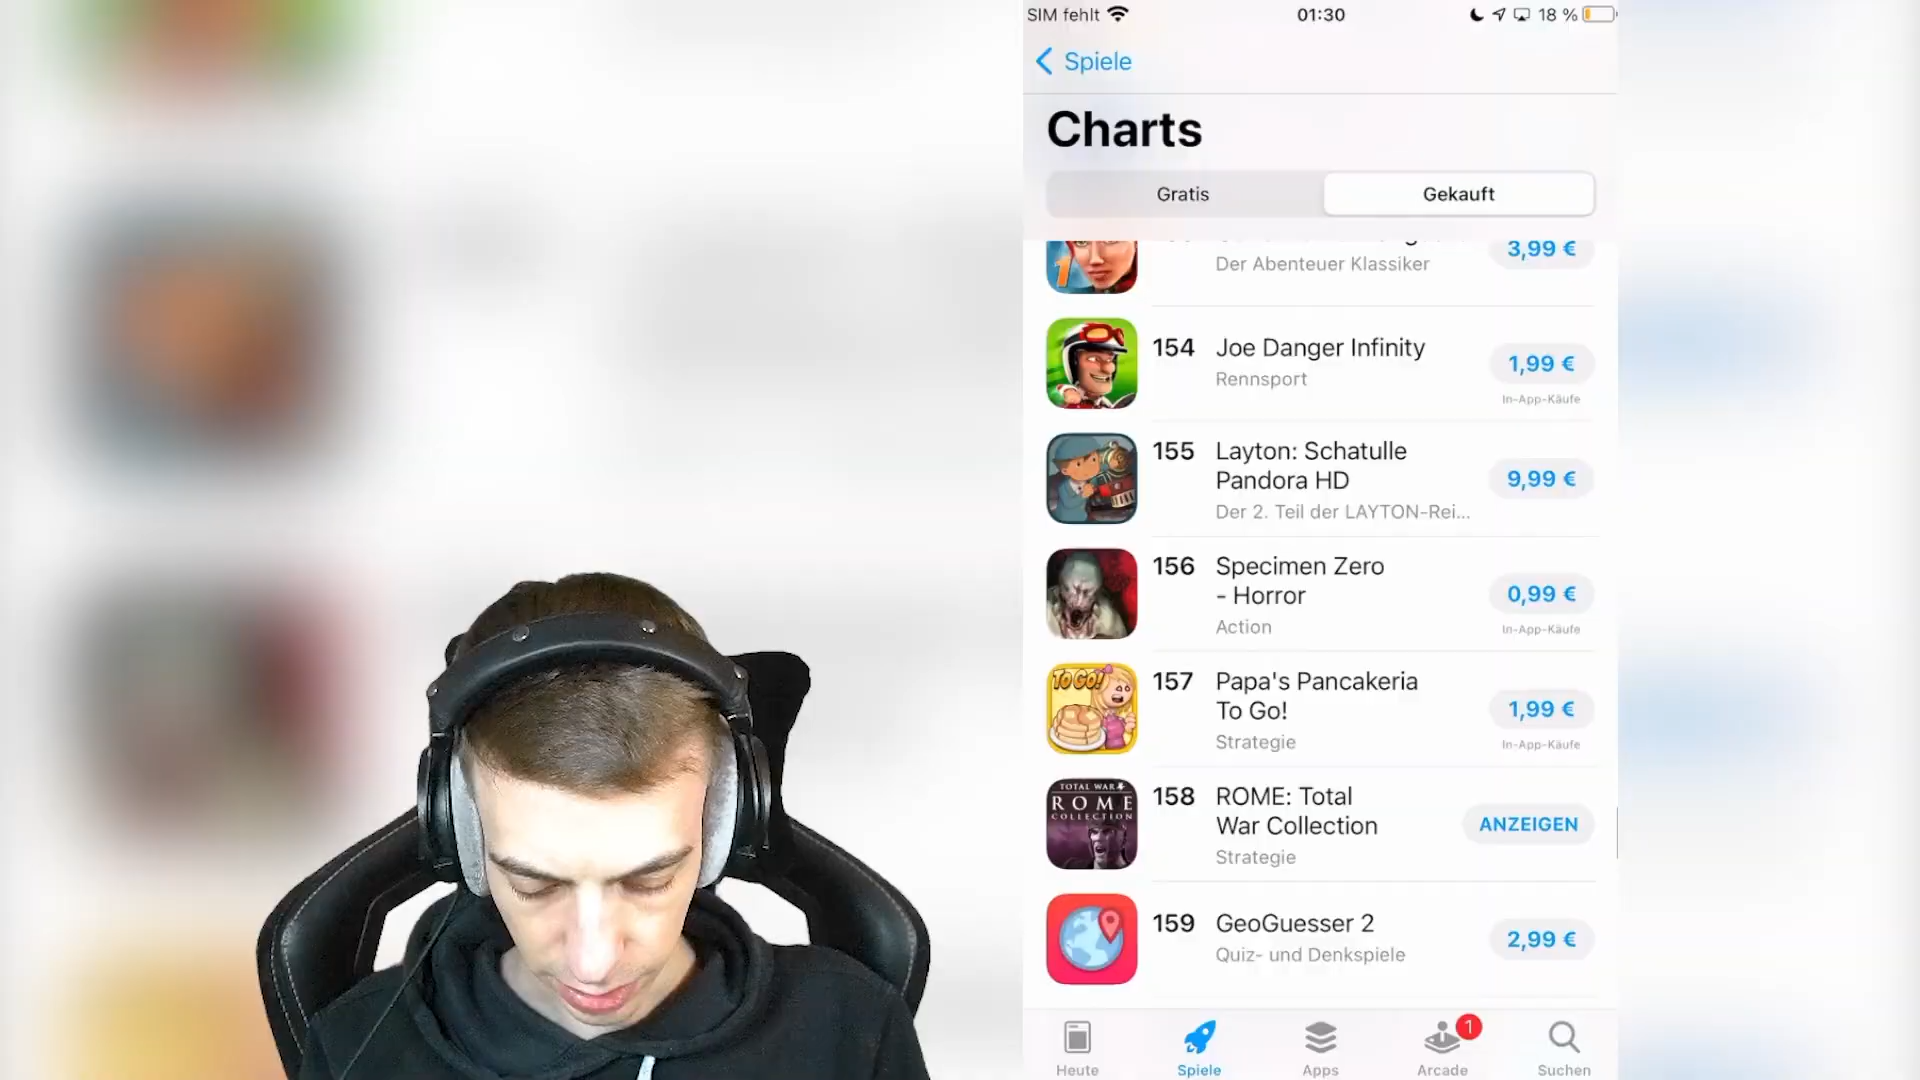 SIM fehlt
01:30
18 %
Spiele
Charts
Gratis
Gekauft
3,99 €
1
Der Abenteuer Klassiker
154 Joe Danger Infinity
1,99 €
Rennsport
In-App-Käufe
155 Layton: Schatulle
Pandora HD
9,99 €
Der 2. Teil der LAYTON-Rei...
156 Specimen Zero
- Horror
0,99 €
Action
In-App-Käufe
TO GO!
157 Papa's Pancakeria
To Go!
1,99 €
Strategie
In-App-Käufe
TOTAL WAR
ROME
COLLECTION
158 ROME: Total
War Collection
ANZEIGEN
Strategie
159 GeoGuesser 2
2,99 €
Quiz- und Denkspiele
1
Heute
Spiele
Apps
Arcade
Suchen